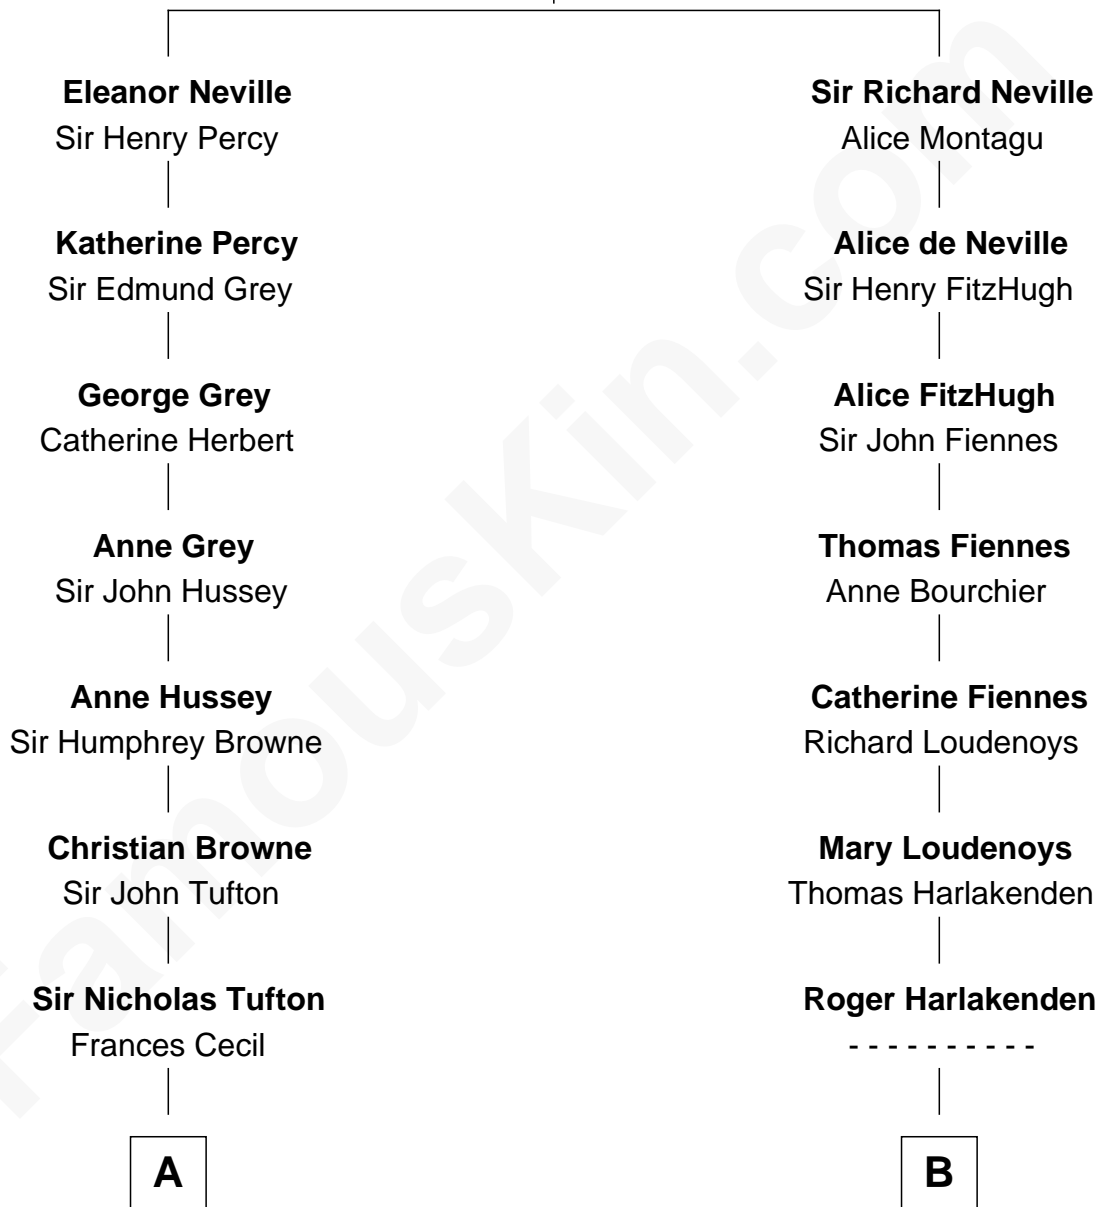 Eleanor Neville
Sir Henry Percy
Katherine Percy
Sir Edmund Grey
George Grey
Catherine Herbert
Anne Grey
Sir John Hussey
Anne Hussey
Sir Humphrey Browne
Christian Browne
Sir John Tufton
Sir Nicholas Tufton
Frances Cecil
A
Sir Richard Neville
Alice Montagu
Alice de Neville
Sir Henry FitzHugh
Alice FitzHugh
Sir John Fiennes
Thomas Fiennes
Anne Bourchier
Catherine Fiennes
Richard Loudenoys
Mary Loudenoys
Thomas Harlakenden
Roger Harlakenden
- - - - - - - - - -
B
FamousKin.com